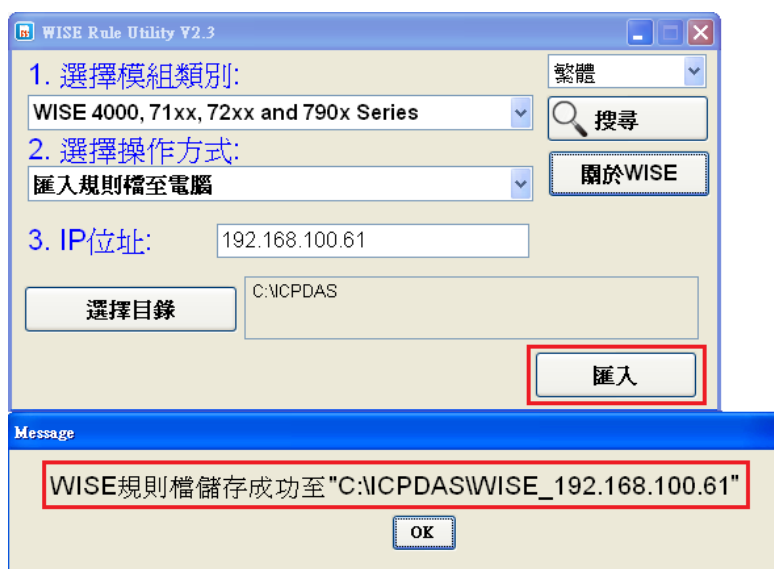 WISE Rule Utility V2.3
1. 選擇模組類別:
繁體
WISE 4000, 71xx, 72xx and 790x Series
搜尋
2. 選擇操作方式:
匯入規則檔至電腦
關於WISE
3. IP位址:
192.168.100.61
選擇目錄
C:\ICPDAS
匯入
Message
WISE規則檔儲存成功至"C:\ICPDAS\WISE_192.168.100.61"
OK